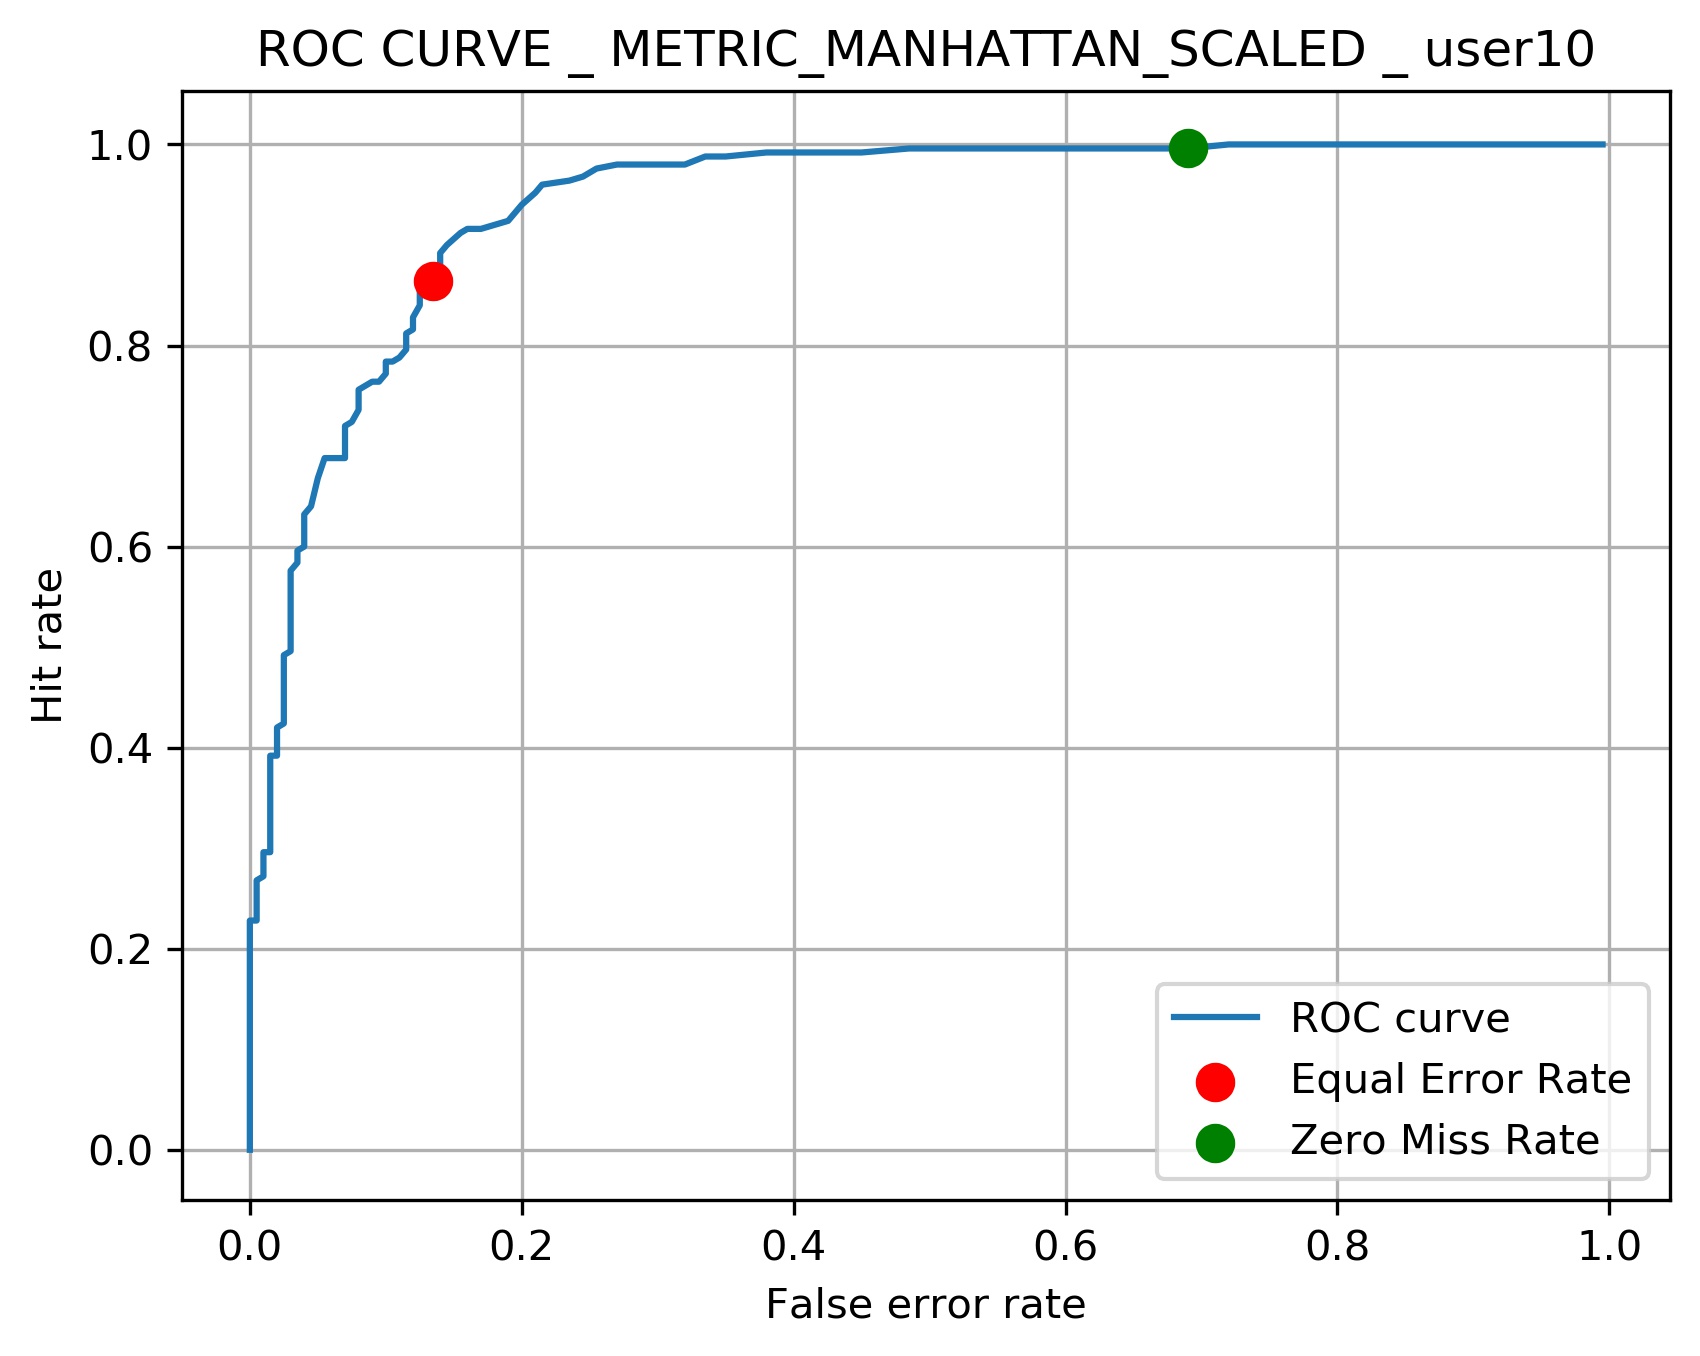 ROC CURVE _ METRIC_MANHATTAN_SCALED _ user10
1.0
0.8
0.6
0.4
0.2
0.0
Hit rate
ROC curve
Equal Error Rate
Zero Miss Rate
0.0 0.2 0.4 0.6 0.8 1.0
False error rate